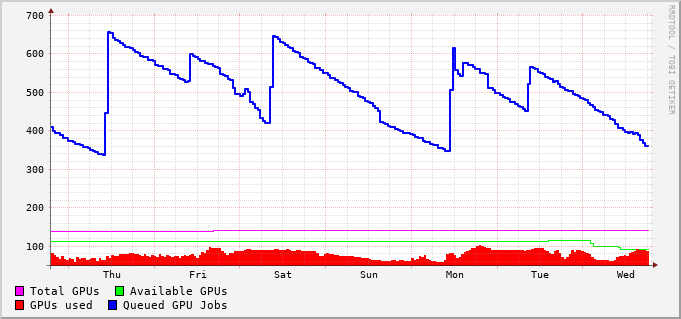 700
600
500
400
300
200
100
Thu Fri Sat Sun Mon Tue Wed
Total GPUs Available GPUs
GPUs used Queued GPU Jobs
RRDTOOL / TOBI OETIKER